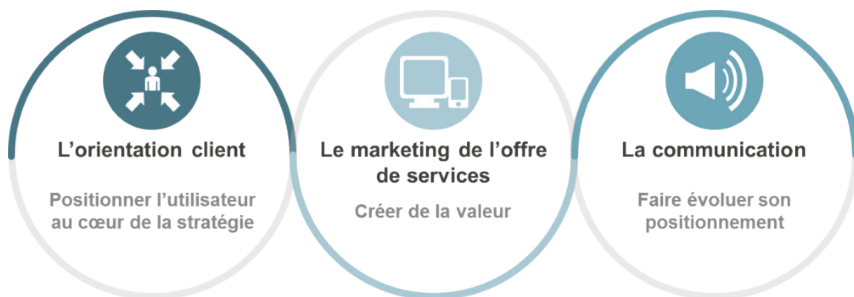 L’orientation client
Positionner l’utilisateur
au cœur de la stratégie
Le marketing de l’offre
de services
Créer de la valeur
La communication
Faire évoluer son
positionnement